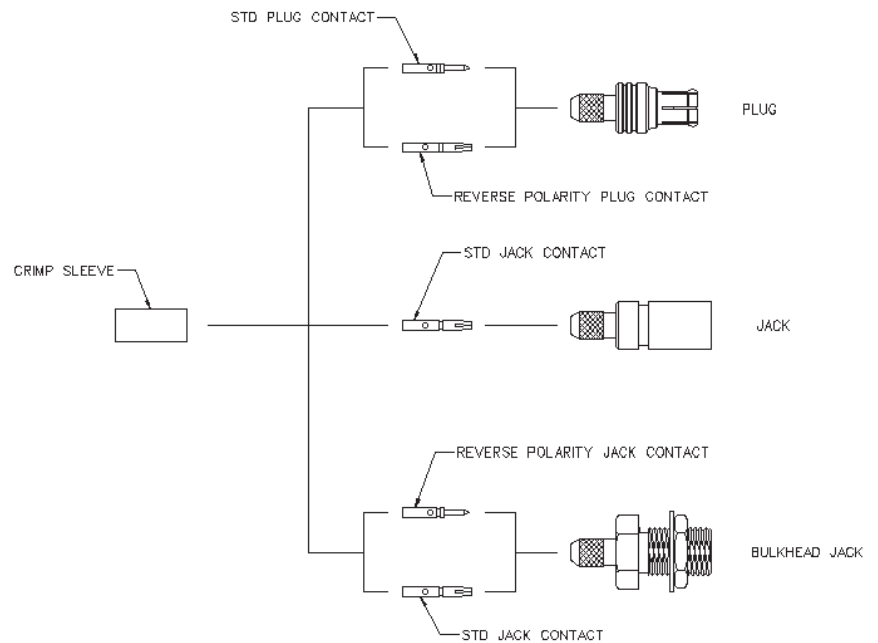 STD PLUG CONTACT
PLUG
REVERSE POLARITY PLUG CONTACT
STD JACK CONTACT
CRIMP SLEEVE
JACK
REVERSE POLARITY JACK CONTACT
BULKHEAD JACK
STD JACK CONTACT